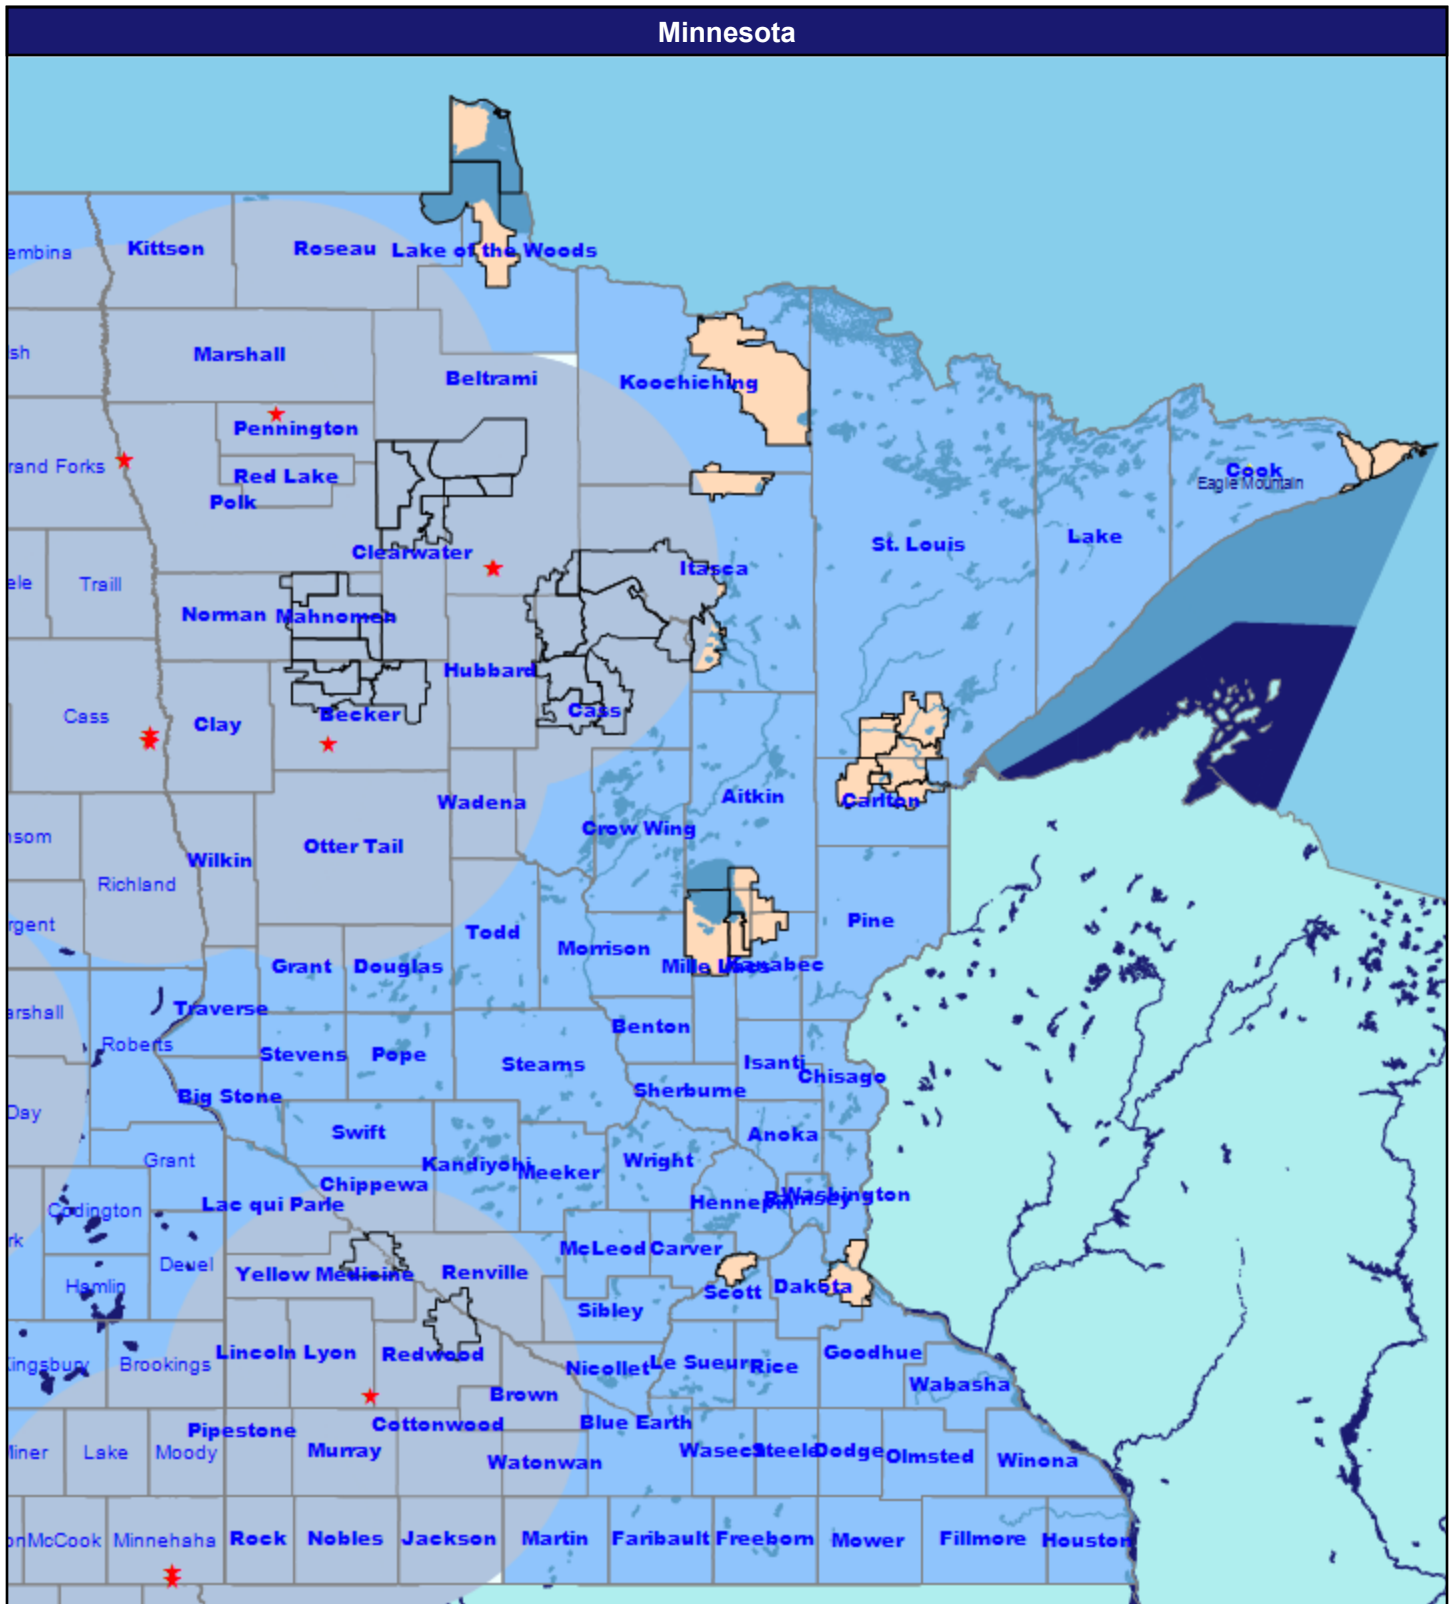 Minnesota
embina
Kittson
Roseau
Lake of the Woods
sh
Marshall
Beltrami
Koochiching
Pennington
rand Forks
Red Lake
Polk
Cook
Eagle Mountain
Clearwater
St. Louis
Lake
Itasca
ele
Traill
Norman
Mahnomen
Hubbard
Cass
Clay
Becker
Cass
Wadena
Aitkin
Carlton
Crow Wing
nsom
Otter Tail
Wilkin
Richland
rgent
Todd
Pine
Morrison
Grant
Douglas
Mille Lacs
Kanabec
arshall
Traverse
Roberts
Benton
Stevens
Pope
Stearns
Isanti
Chisago
Big Stone
Sherburne
Day
Swift
Anoka
Grant
Kandiyohi
Meeker
Wright
Chippewa
Codington
Lac qui Parle
Hennepin
Ramsey
Washington
rk
McLeod
Carver
Deuel
Yellow Medicine
Renville
Hamlin
Scott
Dakota
Sibley
Kingsbury
Brookings
Lincoln
Lyon
Redwood
Nicollet
Le Sueur
Rice
Goodhue
Brown
Wabasha
Pipestone
Cottonwood
Blue Earth
Miner
Lake
Moody
Murray
Watonwan
Waseca
Steele
Dodge
Olmsted
Winona
on
McCook
Minnehaha
Rock
Nobles
Jackson
Martin
Faribault
Freeborn
Mower
Fillmore
Houston